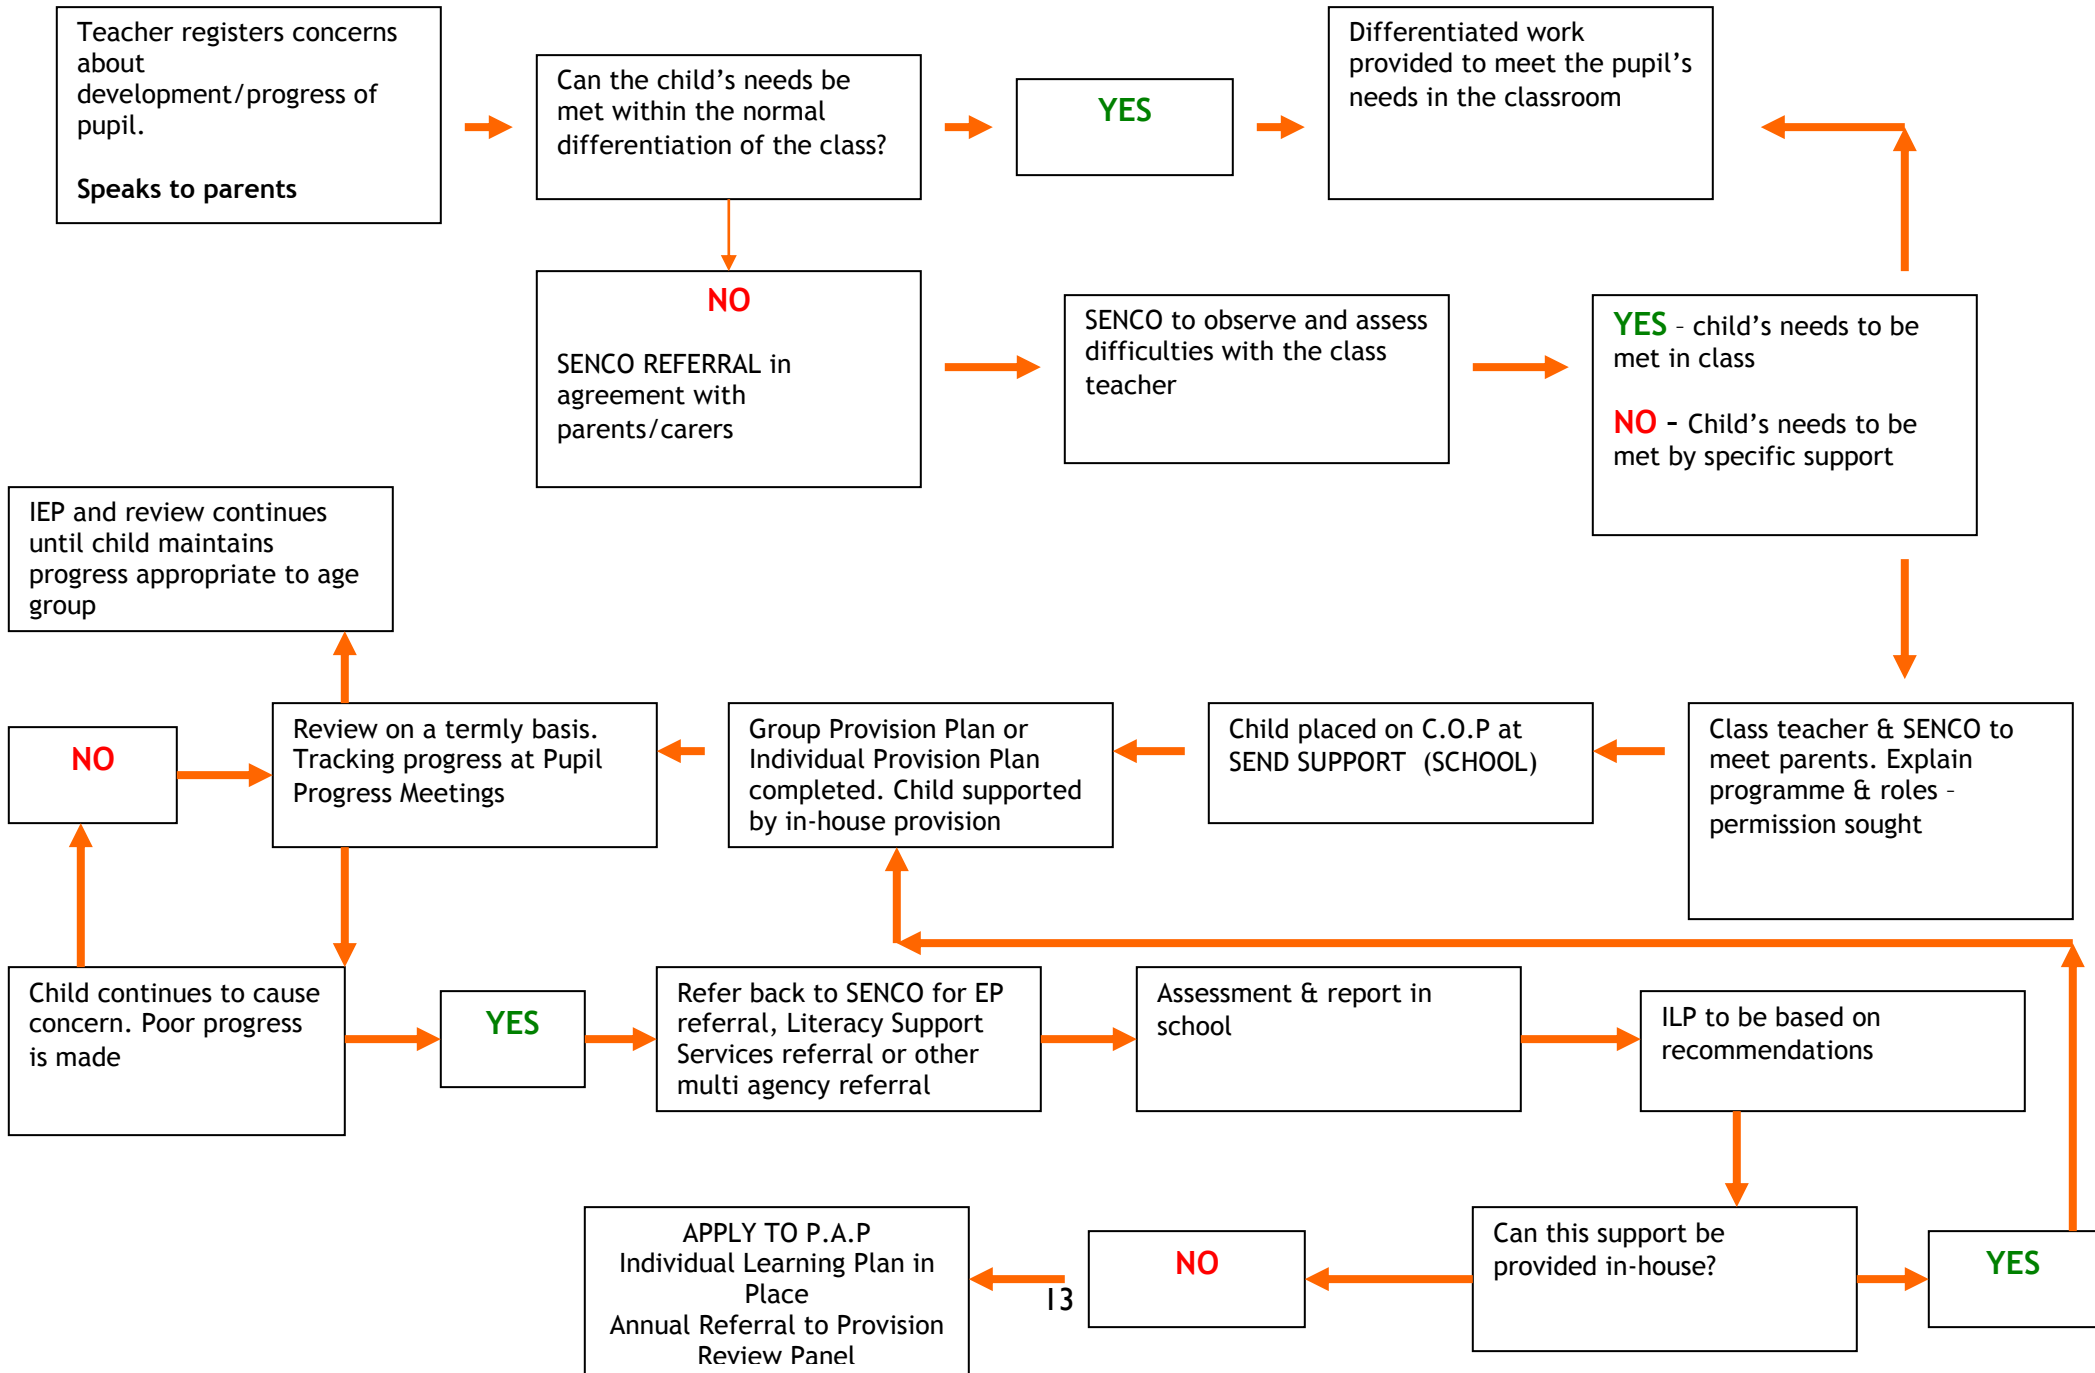 Teacher registers concerns
about
development/progress of
pupil.
Speaks to parents
Can the child's needs be
met within the normal
differentiation of the class?
YES
Differentiated work
provided to meet the pupil's
needs in the classroom
NO
SENCO REFERRAL in
agreement with
parents/carers
SENCO to observe and assess
difficulties with the class
teacher
YES – child's needs to be
met in class
NO – Child's needs to be
met by specific support
IEP and review continues
until child maintains
progress appropriate to age
group
NO
Review on a termly basis.
Tracking progress at Pupil
Progress Meetings
Group Provision Plan or
Individual Provision Plan
completed. Child supported
by in-house provision
Child placed on C.O.P at
SEND SUPPORT (SCHOOL)
Class teacher & SENCO to
meet parents. Explain
programme & roles –
permission sought
Child continues to cause
concern. Poor progress
is made
YES
Refer back to SENCO for EP
referral, Literacy Support
Services referral or other
multi agency referral
Assessment & report in
school
ILP to be based on
recommendations
APPLY TO P.A.P
Individual Learning Plan in
Place
Annual Referral to Provision
Review Panel
13
NO
Can this support be
provided in-house?
YES